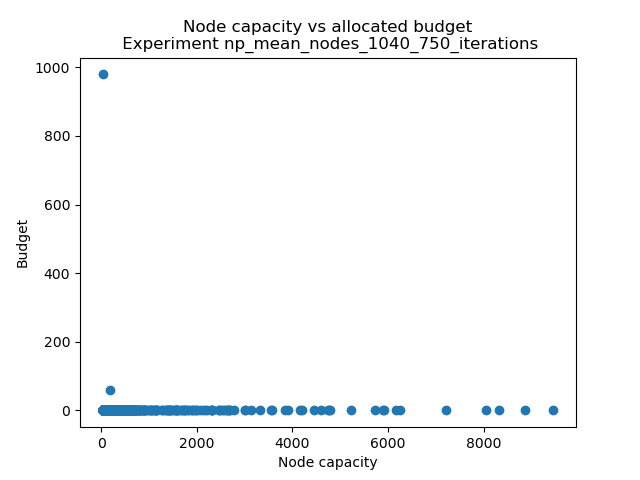 Node capacity vs allocated budget
Experiment np_mean_nodes_1040_750_iterations
1000
800
600
400
200
0
Budget
0 2000 4000 6000 8000
Node capacity